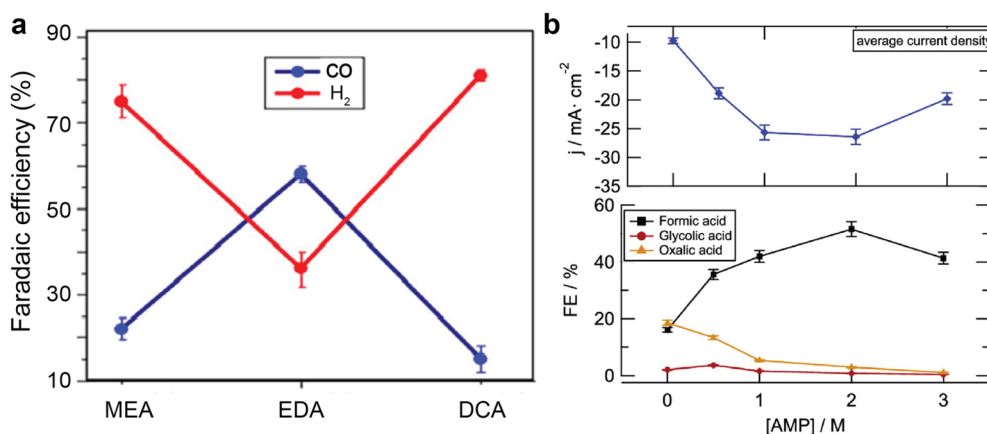 a
Faradaic efficiency (%)
90
70
50
30
10
CO
H₂
MEA
EDA
DCA
b
j / mA· cm⁻²
-10
-15
-20
-25
-30
-35
average current density
FE / %
60
40
20
0
Formic acid
Glycolic acid
Oxalic acid
0
1
2
3
[AMP] / M